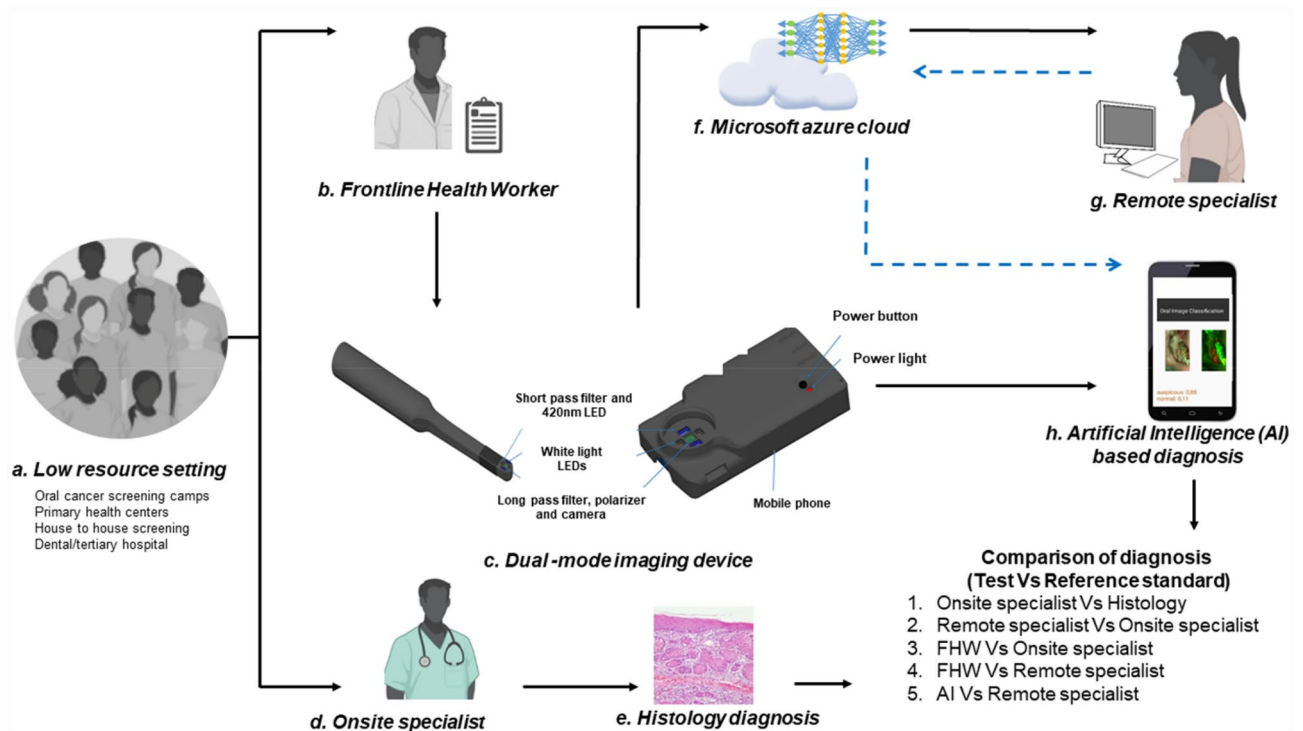 f. Microsoft azure cloud
g. Remote specialist
b. Frontline Health Worker
a. Low resource setting
Oral cancer screening camps
Primary health centers
House to house screening
Dental/tertiary hospital
Power button
Power light
Short pass filter and
420nm LED
White light
LEDs
Long pass filter, polarizer
and camera
Mobile phone
c. Dual -mode imaging device
Oral Image Classification
suspicious: 0.88
normal: 0.11
h. Artificial Intelligence (AI)
based diagnosis
d. Onsite specialist
e. Histology diagnosis
Comparison of diagnosis
(Test Vs Reference standard)
1. Onsite specialist Vs Histology
2. Remote specialist Vs Onsite specialist
3. FHW Vs Onsite specialist
4. FHW Vs Remote specialist
5. AI Vs Remote specialist